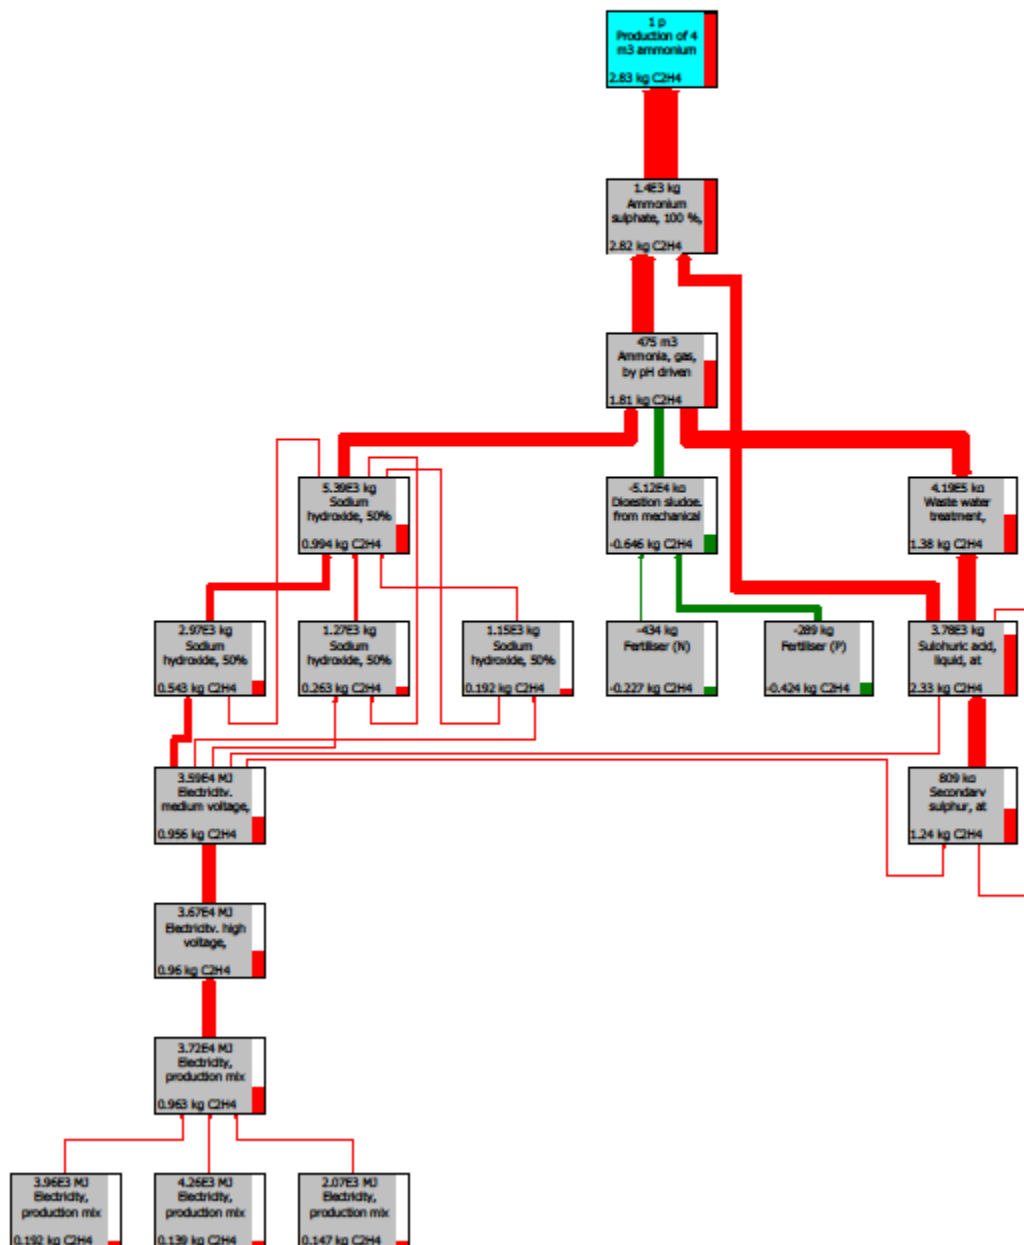 1 p
Production of 4
m3 ammonium
2.83 kg C2H4
1.4E3 kg
Ammonium
sulphate, 100 %,
2.82 kg C2H4
475 m3
Ammonia, gas,
by pH driven
1.81 kg C2H4
5.39E3 kg
Sodium
hydroxide, 50%
0.994 kg C2H4
-5.12E4 kg
Digestion sludge,
from mechanical
-0.646 kg C2H4
4.19E5 kg
Waste water
treatment,
1.38 kg C2H4
2.97E3 kg
Sodium
hydroxide, 50%
0.543 kg C2H4
1.27E3 kg
Sodium
hydroxide, 50%
0.263 kg C2H4
1.15E3 kg
Sodium
hydroxide, 50%
0.192 kg C2H4
-434 kg
Fertiliser (N)
-0.227 kg C2H4
-289 kg
Fertiliser (P)
-0.424 kg C2H4
3.78E3 kg
Sulphuric acid,
liquid, at
2.33 kg C2H4
3.59E4 MJ
Electricity,
medium voltage,
0.956 kg C2H4
809 kg
Secondary
sulphur, at
1.24 kg C2H4
3.67E4 MJ
Electricity, high
voltage,
0.96 kg C2H4
3.72E4 MJ
Electricity,
production mix
0.963 kg C2H4
3.96E3 MJ
Electricity,
production mix
0.192 kg C2H4
4.26E3 MJ
Electricity,
production mix
0.139 kg C2H4
2.07E3 MJ
Electricity,
production mix
0.147 kg C2H4